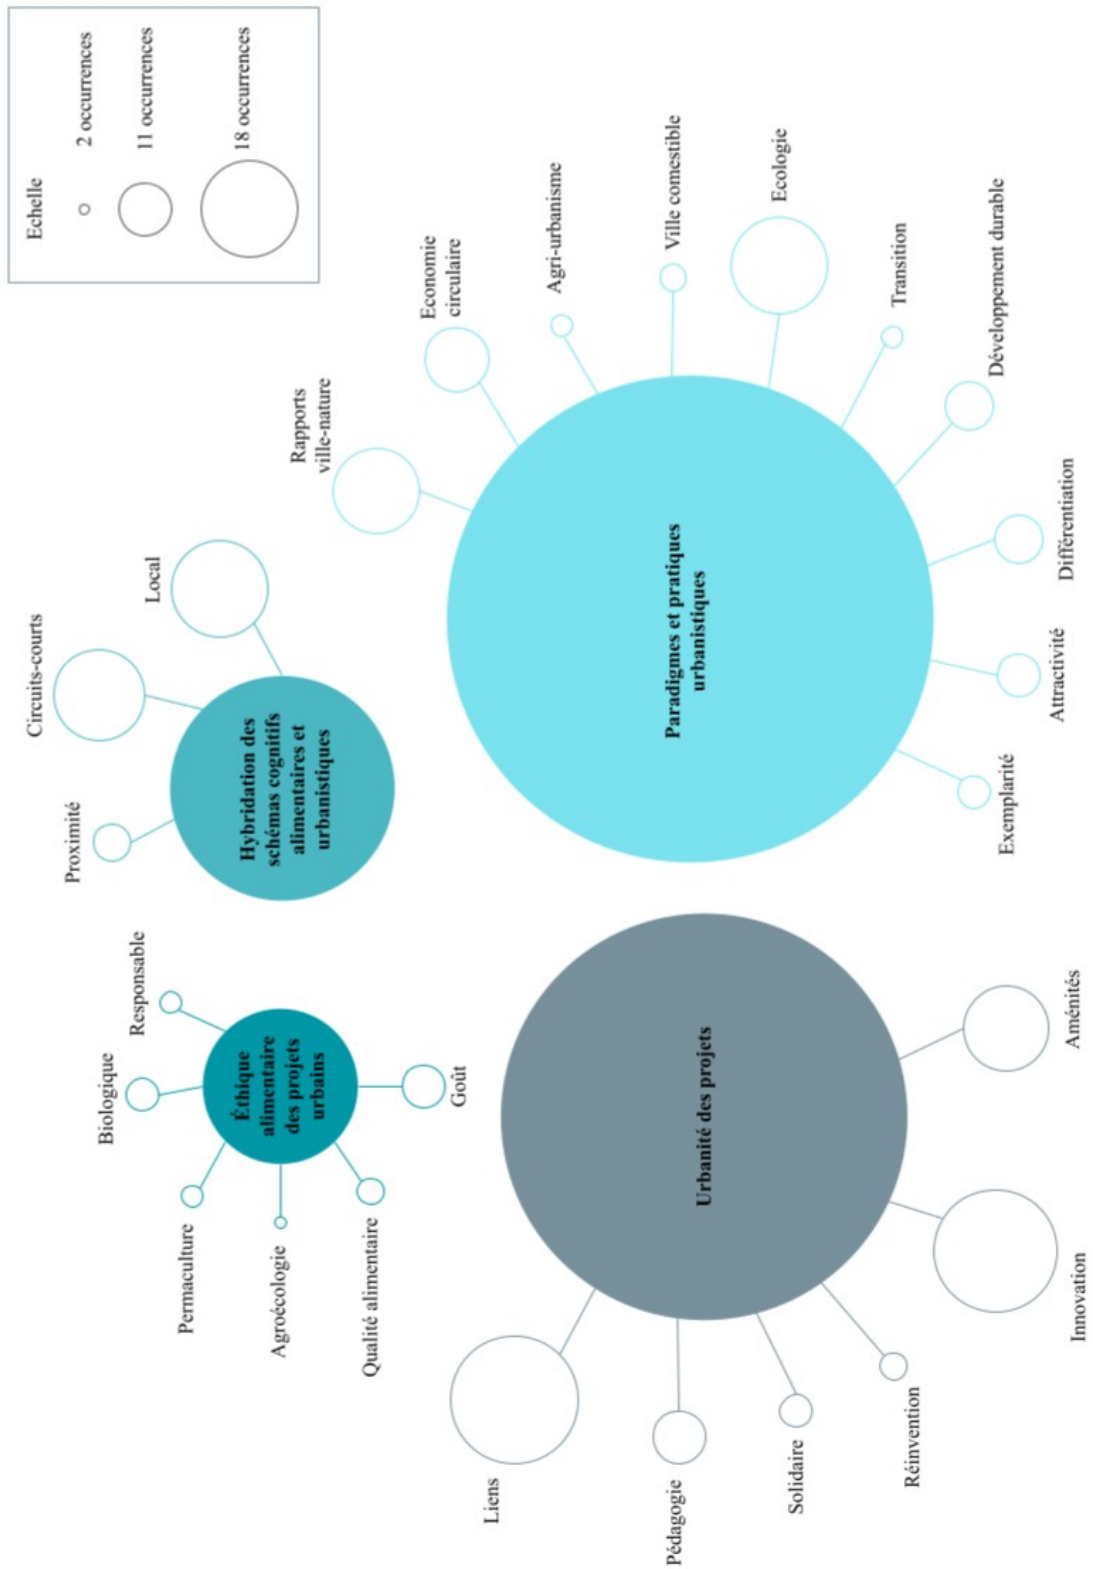 Echelle
2 occurrences
11 occurrences
18 occurrences
Proximité
Circuits-courts
Local
Hybridation des
schémas cognitifs
alimentaires et
urbanistiques
Responsable
Biologique
Permaculture
Agroécologie
Qualité alimentaire
Goût
Éthique
alimentaire
des projets
urbains
Rapports
ville-nature
Economie
circulaire
Agri-urbanisme
Ville comestible
Ecologie
Transition
Développement durable
Différentiation
Attractivité
Exemplarité
Paradigmes et pratiques
urbanistiques
Liens
Pédagogie
Solidaire
Réinvention
Innovation
Aménités
Urbanité des projets